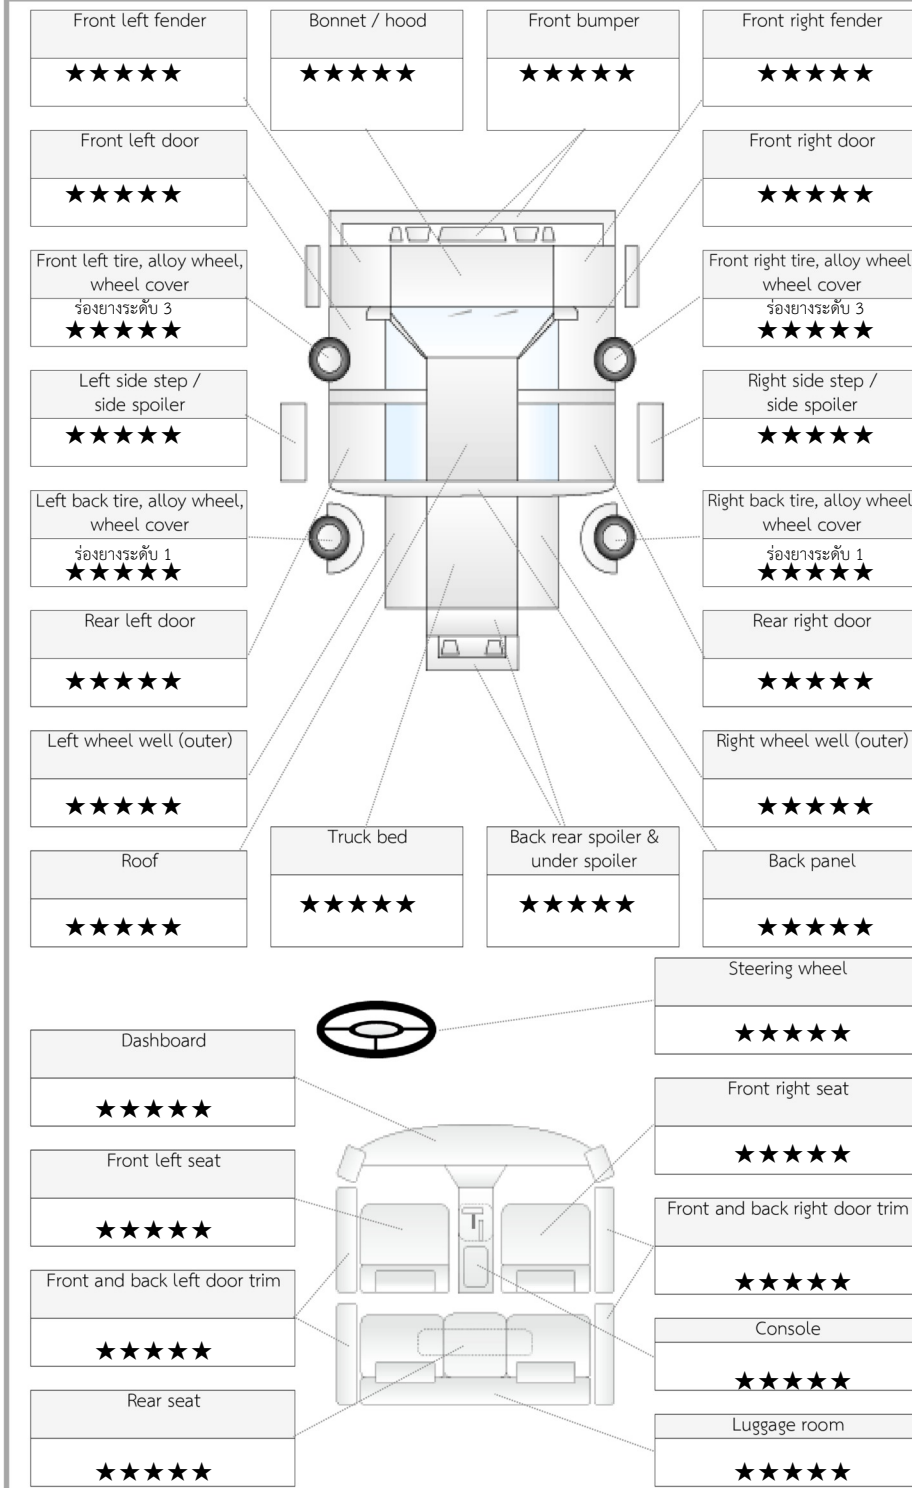 Front left fender
★★★★★
Bonnet / hood
★★★★★
Front bumper
★★★★★
Front right fender
★★★★★
Front left door
★★★★★
Front right door
★★★★★
Front left tire, alloy wheel,
wheel cover
ร่องยางระดับ 3
★★★★★
Front right tire, alloy wheel
wheel cover
ร่องยางระดับ 3
★★★★★
Left side step /
side spoiler
★★★★★
Right side step /
side spoiler
★★★★★
Left back tire, alloy wheel,
wheel cover
ร่องยางระดับ 1
★★★★★
Right back tire, alloy wheel
wheel cover
ร่องยางระดับ 1
★★★★★
Rear left door
★★★★★
Rear right door
★★★★★
Left wheel well (outer)
★★★★★
Right wheel well (outer)
★★★★★
Roof
★★★★★
Truck bed
★★★★★
Back rear spoiler &
under spoiler
★★★★★
Back panel
★★★★★
Steering wheel
★★★★★
Dashboard
★★★★★
Front right seat
★★★★★
Front left seat
★★★★★
Front and back right door trim
★★★★★
Front and back left door trim
★★★★★
Console
★★★★★
Rear seat
★★★★★
Luggage room
★★★★★